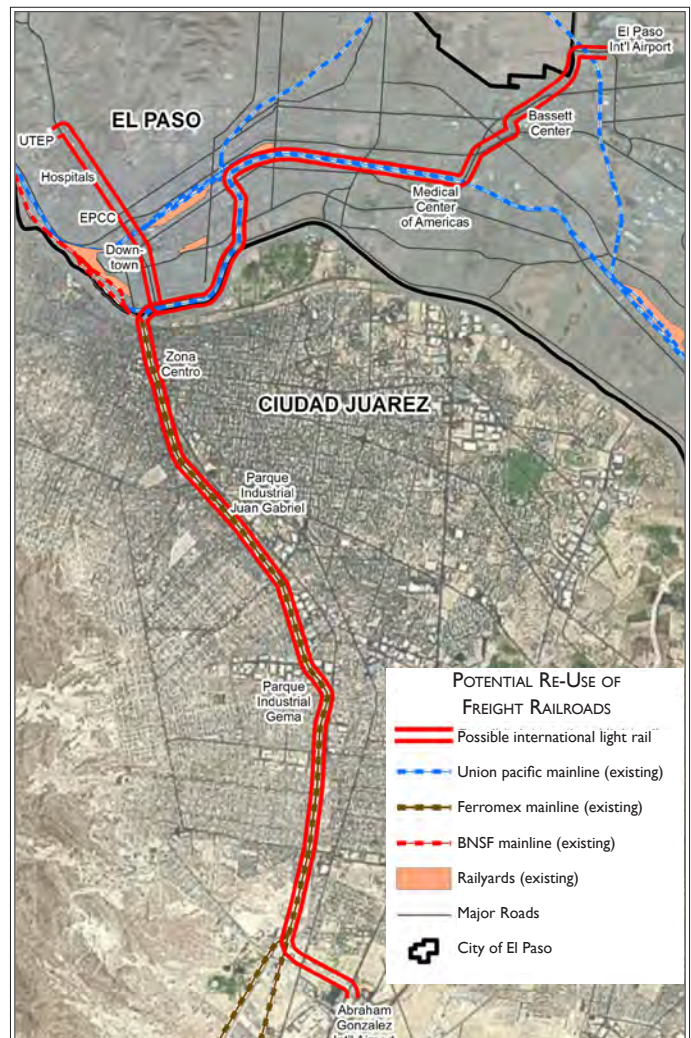 El Paso
Int'l Airport
EL PASO
Bassett
Center
UTEP
Hospitals
Medical
Center
of Americas
EPCC
Down-
town
Zona
Centro
CIUDAD JUAREZ
Parque
Industrial
Juan Gabriel
Parque
Industrial
Gema
POTENTIAL RE-USE OF
FREIGHT RAILROADS
Possible international light rail
Union pacific mainline (existing)
Ferromex mainline (existing)
BNSF mainline (existing)
Railyards (existing)
Major Roads
City of El Paso
Abraham
Gonzalez
Int'l Airport